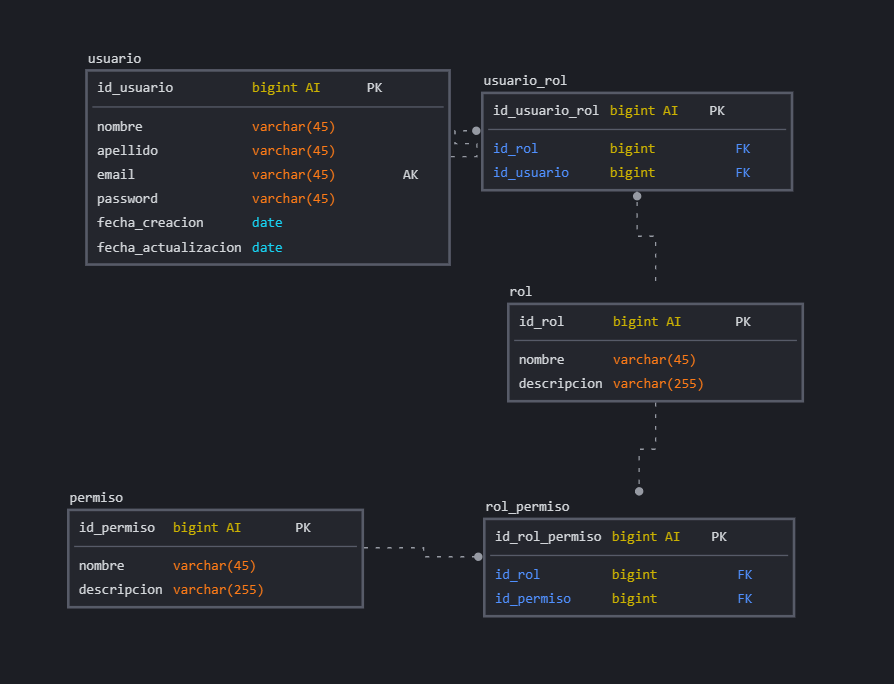 usuario
id_usuario bigint AI PK
nombre varchar(45)
apellido varchar(45)
email varchar(45) AK
password varchar(45)
fecha_creacion date
fecha_actualizacion date
usuario_rol
id_usuario_rol bigint AI PK
id_rol bigint FK
id_usuario bigint FK
rol
id_rol bigint AI PK
nombre varchar(45)
descripcion varchar(255)
permiso
id_permiso bigint AI PK
nombre varchar(45)
descripcion varchar(255)
rol_permiso
id_rol_permiso bigint AI PK
id_rol bigint FK
id_permiso bigint FK